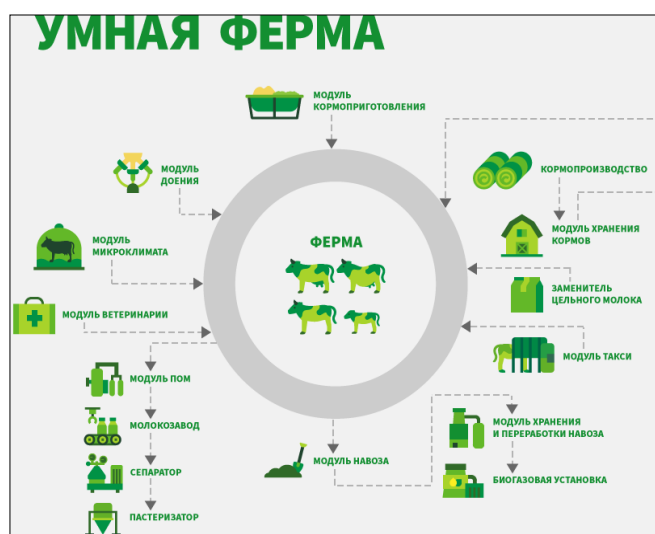 УМНАЯ ФЕРМА
МОДУЛЬ
КОРМОПРИГОТОВЛЕНИЯ
МОДУЛЬ
ДОЕНИЯ
КОРМОПРОИЗВОДСТВО
МОДУЛЬ ХРАНЕНИЯ
КОРМОВ
МОДУЛЬ
МИКРОКЛИМАТА
ФЕРМА
ЗАМЕНИТЕЛЬ
ЦЕЛЬНОГО МОЛОКА
МОДУЛЬ ВЕТЕРИНАРИИ
МОДУЛЬ ТАКСИ
МОДУЛЬ ПОМ
МОЛОКОЗАВОД
СЕПАРАТОР
ПАСТЕРИЗАТОР
МОДУЛЬ НАВОЗА
МОДУЛЬ ХРАНЕНИЯ
И ПЕРЕРАБОТКИ НАВОЗА
БИОГАЗОВАЯ УСТАНОВКА